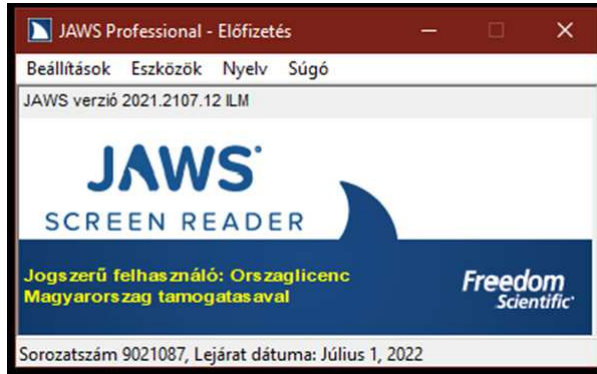 JAWS Professional - Előfizetés
Beállítások Eszközök Nyelv Súgó
JAWS verzió 2021.2107.12 ILM
JAWS
SCREEN READER
Jogszerű felhasználó: Orszaglicenc
Magyarorszag tamogatasaval
Freedom
Scientific
Sorozatszám 9021087, Lejárat dátuma: Július 1, 2022